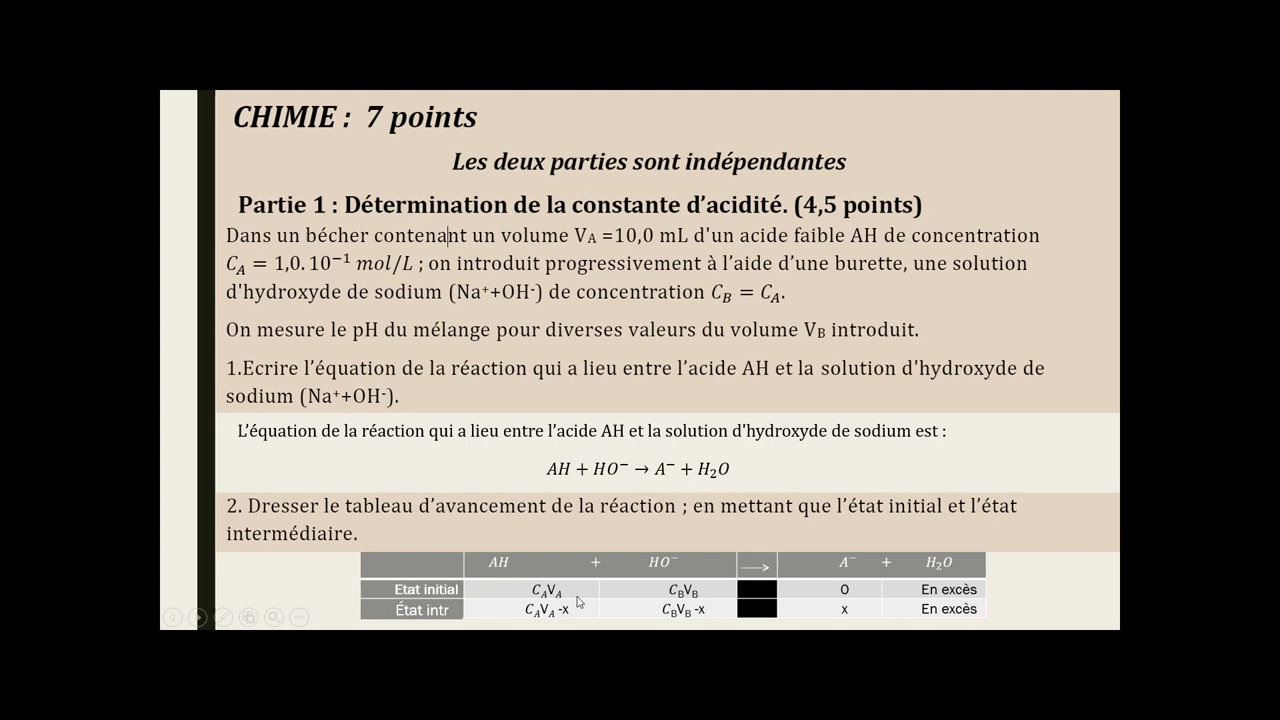 CHIMIE : 7 points
Les deux parties sont indépendantes
Partie 1 : Détermination de la constante d’acidité. (4,5 points)
Dans un bécher contenant un volume VA =10,0 mL d'un acide faible AH de concentration
C_A = 1,0. 10⁻¹ mol/L ; on introduit progressivement à l’aide d’une burette, une solution
d'hydroxyde de sodium (Na⁺+OH⁻) de concentration C_B = C_A.
On mesure le pH du mélange pour diverses valeurs du volume VB introduit.
1.Ecrire l’équation de la réaction qui a lieu entre l’acide AH et la solution d'hydroxyde de
sodium (Na⁺+OH⁻).
L’équation de la réaction qui a lieu entre l’acide AH et la solution d'hydroxyde de sodium est :
AH + HO⁻ → A⁻ + H₂O
2. Dresser le tableau d’avancement de la réaction ; en mettant que l’état initial et l’état
intermédiaire.
AH + HO⁻ → A⁻ + H₂O
Etat initial C_AV_A C_BV_B 0 En excès
État intr C_AV_A -x C_BV_B -x x En excès